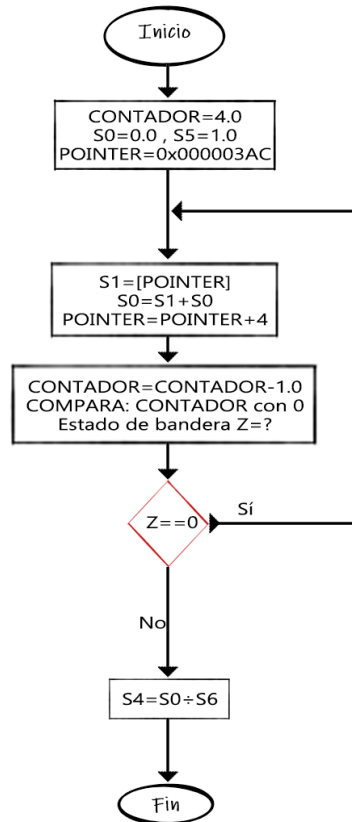 Inicio
CONTADOR=4.0
S0=0.0 , S5=1.0
POINTER=0x000003AC
S1=[POINTER]
S0=S1+S0
POINTER=POINTER+4
CONTADOR=CONTADOR-1.0
COMPARA: CONTADOR con 0
Estado de bandera Z=?
Z==0
Sí
No
S4=S0÷S6
Fin